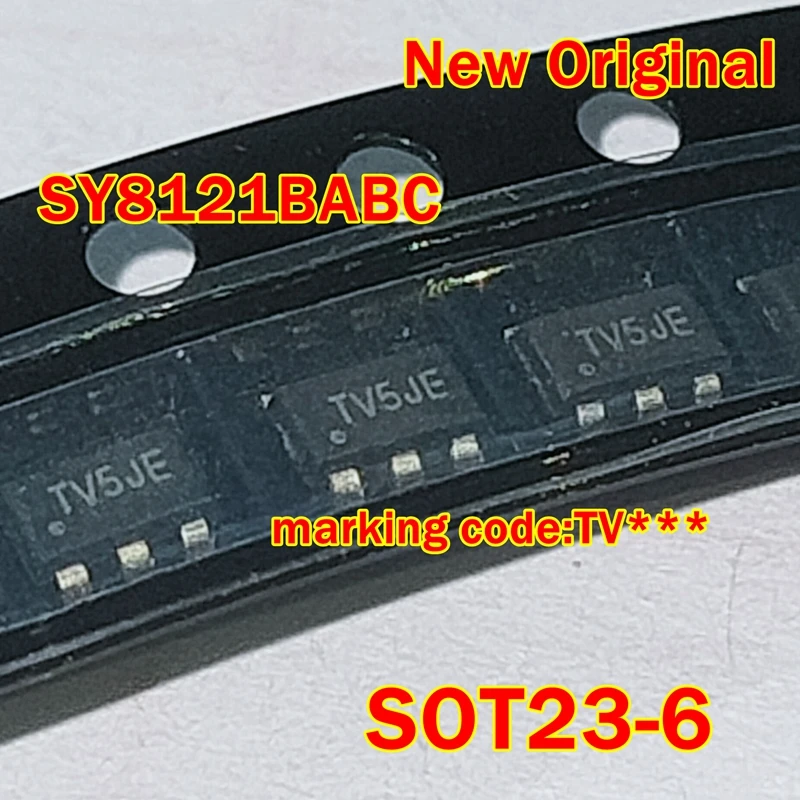 New Original
SY8121BABC
TV5JE
TV5JE
TV5JE
marking code:TV***
SOT23-6